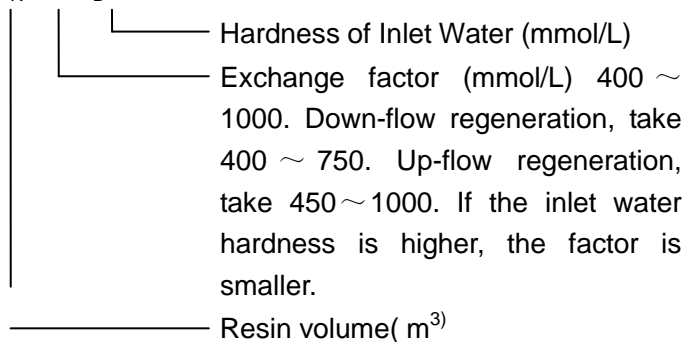 Hardness of Inlet Water (mmol/L)
Exchange factor (mmol/L) 400 ～
1000. Down-flow regeneration, take
400 ～ 750. Up-flow regeneration,
take 450～1000. If the inlet water
hardness is higher, the factor is
smaller.
Resin volume( m³⁾